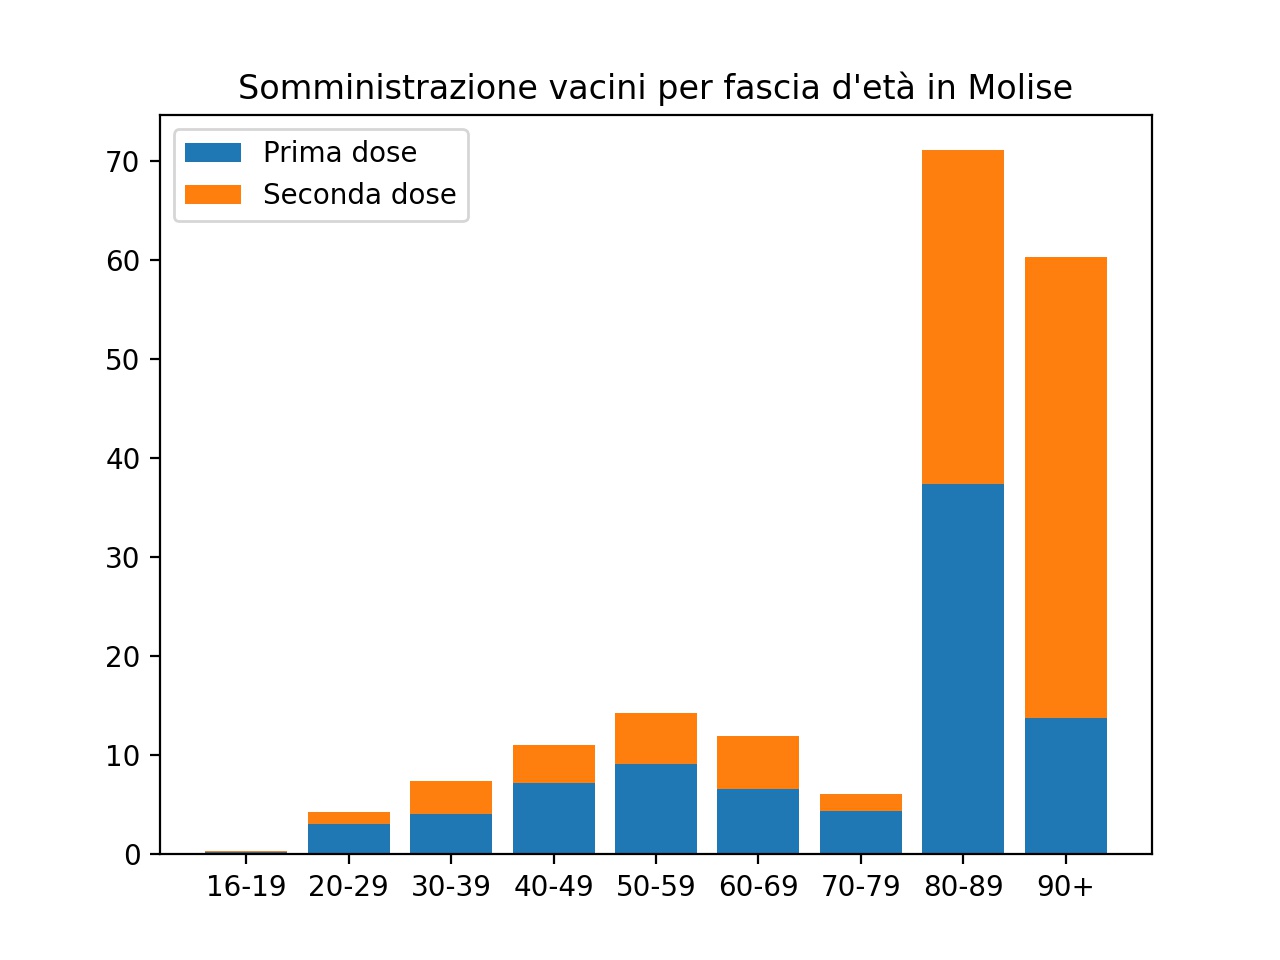 Somministrazione vacini per fascia d'età in Molise
Prima dose
Seconda dose
70
60
50
40
30
20
10
0
16-19 20-29 30-39 40-49 50-59 60-69 70-79 80-89 90+